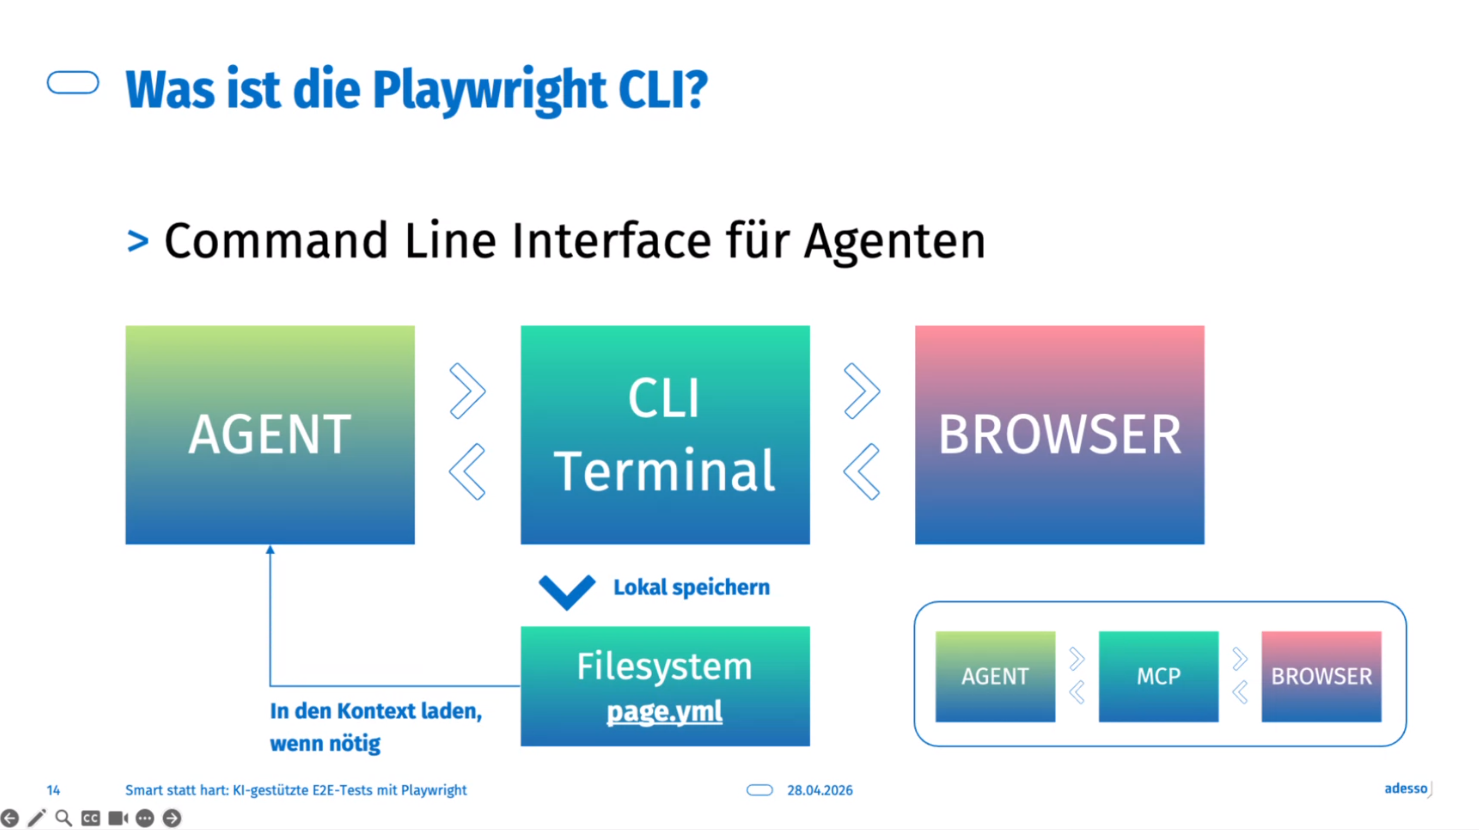 Was ist die Playwright CLI?
> Command Line Interface für Agenten
AGENT
CLI
Terminal
BROWSER
Lokal speichern
Filesystem
page.yml
In den Kontext laden,
wenn nötig
AGENT
MCP
BROWSER
14
Smart statt hart: KI-gestützte E2E-Tests mit Playwright
28.04.2026
adesso
CC